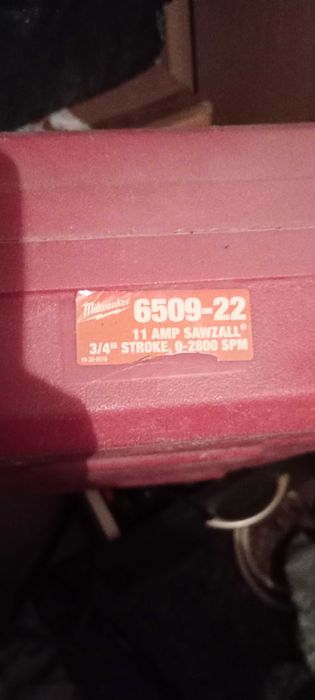 Milwaukee 6509-22
11 AMP SAWZALL®
3/4" STROKE, 0-2800 SPM